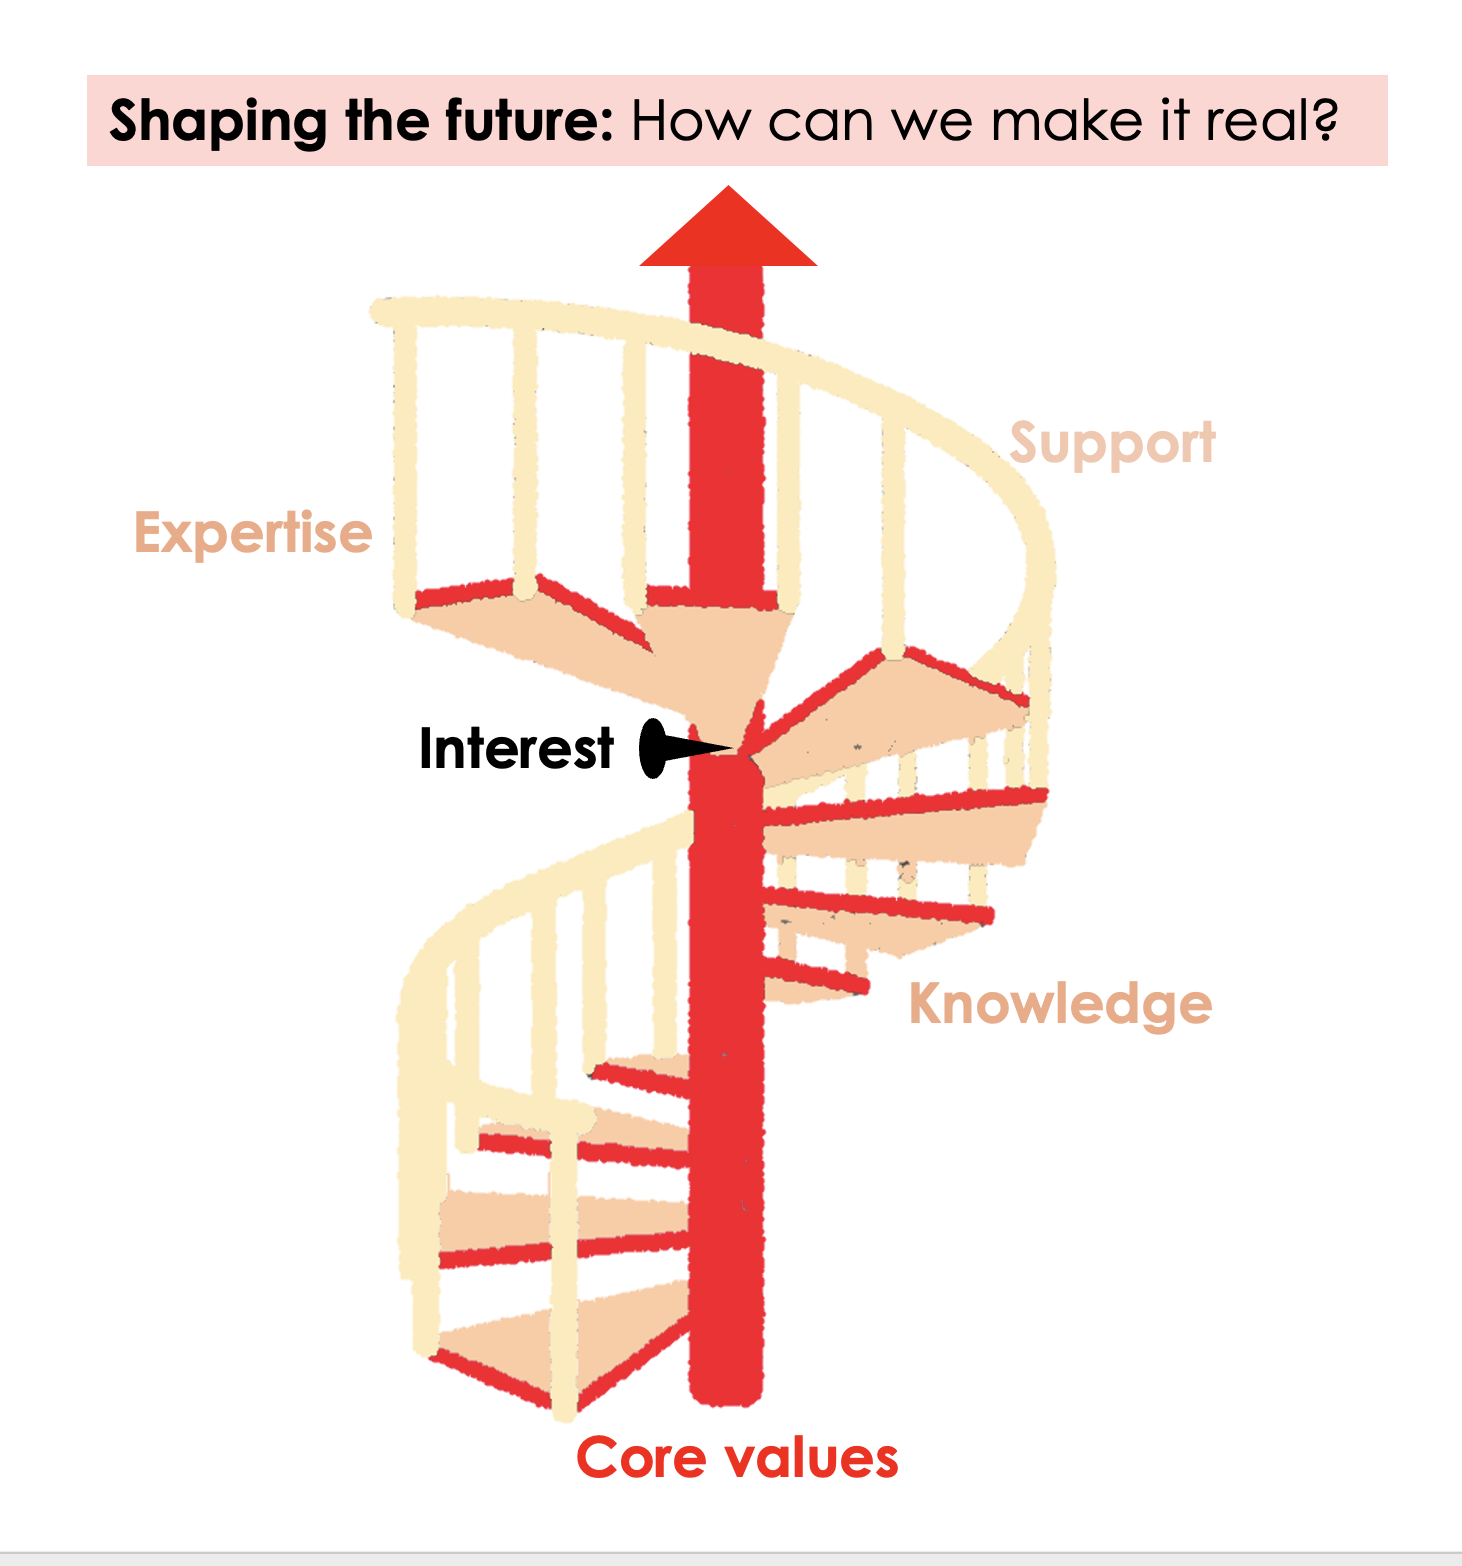 Shaping the future: How can we make it real?
Support
Expertise
Interest
Knowledge
Core values